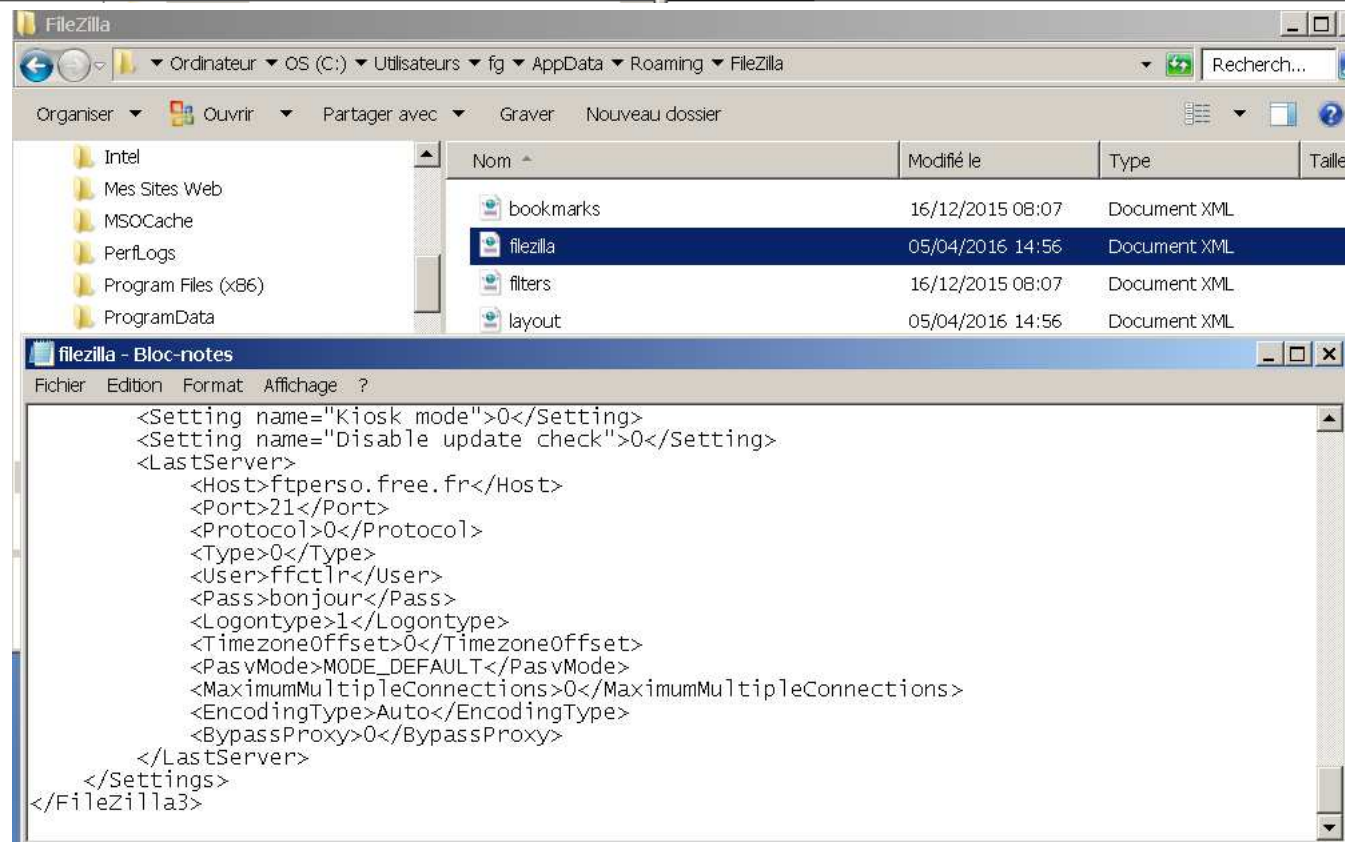 FileZilla
Ordinateur OS (C:) Utilisateurs fg AppData Roaming FileZilla Recherch...
Organiser Ouvrir Partager avec Graver Nouveau dossier
Intel
Mes Sites Web
MSOCache
PerfLogs
Program Files (x86)
ProgramData
Nom Modifié le Type Taille
bookmarks 16/12/2015 08:07 Document XML
filezilla 05/04/2016 14:56 Document XML
filters 16/12/2015 08:07 Document XML
layout 05/04/2016 14:56 Document XML
filezilla - Bloc-notes
Fichier Edition Format Affichage ?
<Setting name="Kiosk mode">0</Setting>
<Setting name="Disable update check">0</Setting>
<LastServer>
<Host>ftperso.free.fr</Host>
<Port>21</Port>
<Protocol>0</Protocol>
<Type>0</Type>
<User>ffctlr</User>
<Pass>bonjour</Pass>
<Logontype>1</Logontype>
<TimezoneOffset>0</TimezoneOffset>
<PasvMode>MODE_DEFAULT</PasvMode>
<MaximumMultipleConnections>0</MaximumMultipleConnections>
<EncodingType>Auto</EncodingType>
<BypassProxy>0</BypassProxy>
</LastServer>
</Settings>
</FileZilla3>